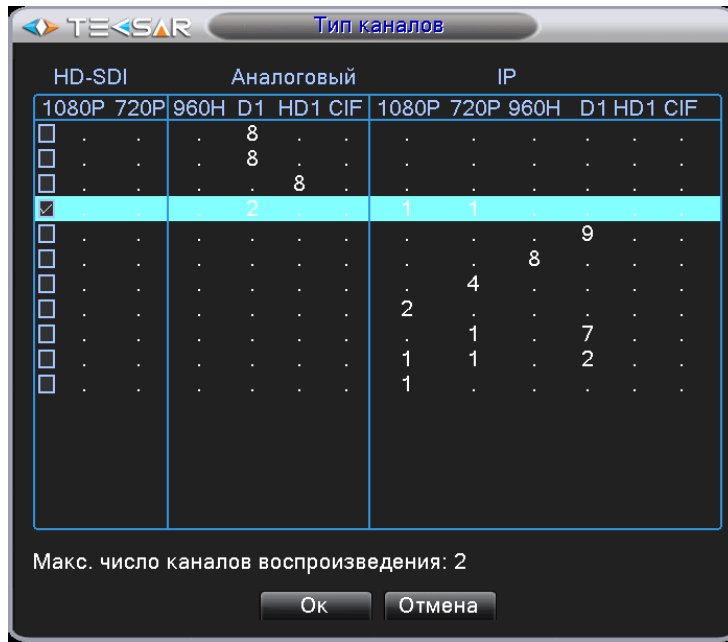 TEKSAR Тип каналов
HD-SDI Аналоговый IP
1080P 720P 960H D1 HD1 CIF 1080P 720P 960H D1 HD1 CIF
. . . 8 . . . . . . . .
. . . 8 . . . . . . . .
. . . . 8 . . . . . . .
. . . 2 . . 1 1 . . . .
. . . . . . . . . 9 . .
. . . . . . . . 8 . . .
. . . . . . . 4 . . . .
. . . . . . 2 . . . . .
. . . . . . . 1 . 7 . .
. . . . . . 1 1 . 2 . .
. . . . . . 1 . . . . .
Макс. число каналов воспроизведения: 2
Ок Отмена